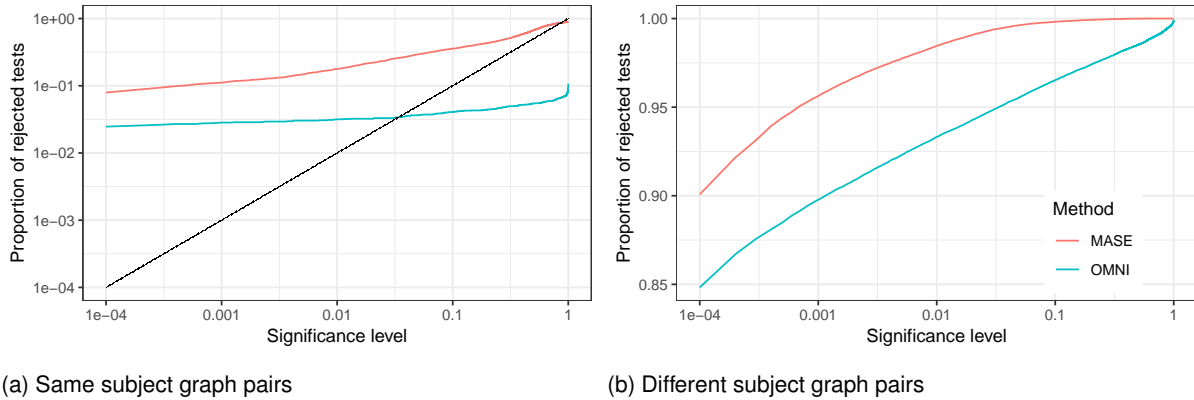 1e+00
1e−01
1e−02
1e−03
1e−04
Proportion of rejected tests
1e−04 0.001 0.01 0.1 1
Significance level
(a) Same subject graph pairs
1.00
0.95
0.90
0.85
Proportion of rejected tests
Method
MASE
OMNI
1e−04 0.001 0.01 0.1 1
Significance level
(b) Different subject graph pairs